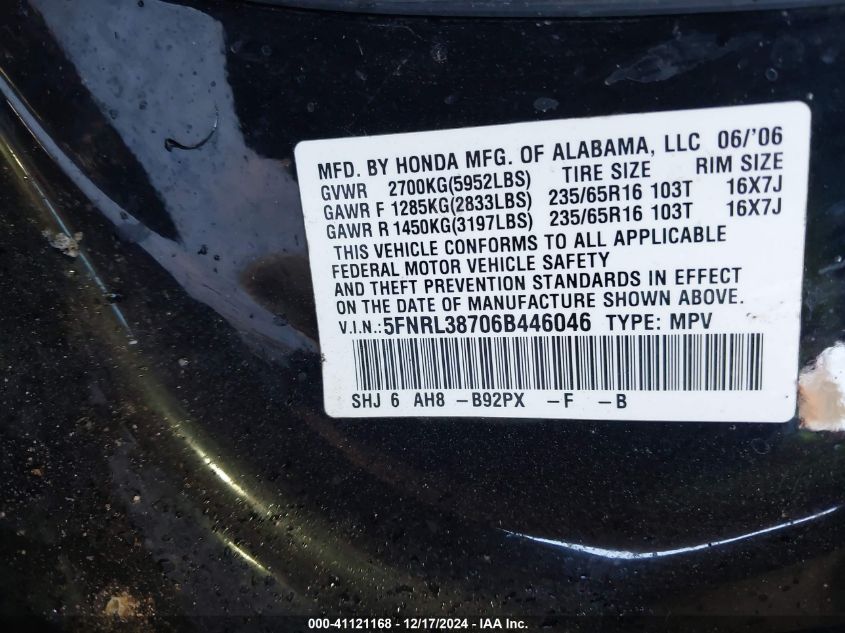 MFD. BY HONDA MFG. OF ALABAMA, LLC 06/'06
GVWR 2700KG(5952LBS) TIRE SIZE RIM SIZE
GAWR F 1285KG(2833LBS) 235/65R16 103T 16X7J
GAWR R 1450KG(3197LBS) 235/65R16 103T 16X7J
THIS VEHICLE CONFORMS TO ALL APPLICABLE
FEDERAL MOTOR VEHICLE SAFETY
AND THEFT PREVENTION STANDARDS IN EFFECT
ON THE DATE OF MANUFACTURE SHOWN ABOVE.
V.I.N.: 5FNRL38706B446046 TYPE: MPV
SHJ 6 AH8 -B92PX -F -B
000-41121168 - 12/17/2024 - IAA Inc.